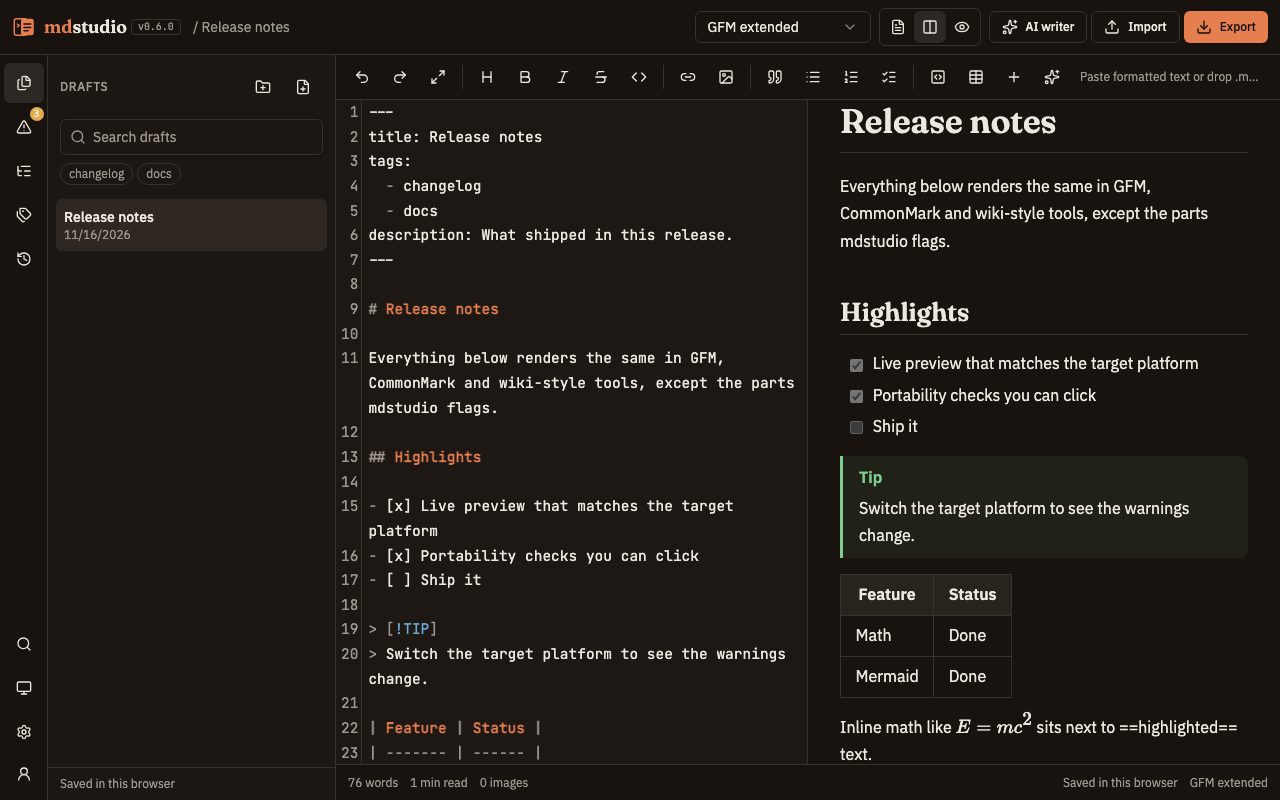 mdstudio v0.6.0 / Release notes
GFM extended
AI writer
Import
Export
DRAFTS
3
Search drafts
changelog docs
Release notes
11/16/2026
Saved in this browser
Paste formatted text or drop .m...
1 ---
2 title: Release notes
3 tags:
4 - changelog
5 - docs
6 description: What shipped in this release.
7 ---
8
9 # Release notes
10
11 Everything below renders the same in GFM,
CommonMark and wiki-style tools, except the parts
mdstudio flags.
12
13 ## Highlights
14
15 - [x] Live preview that matches the target
platform
16 - [x] Portability checks you can click
17 - [ ] Ship it
18
19 > [!TIP]
20 > Switch the target platform to see the warnings
change.
21
22 | Feature | Status |
23 | ------- | ------ |
Release notes
Everything below renders the same in GFM,
CommonMark and wiki-style tools, except the parts
mdstudio flags.
Highlights
Live preview that matches the target platform
Portability checks you can click
Ship it
Tip
Switch the target platform to see the warnings
change.
Feature Status
Math Done
Mermaid Done
Inline math like E = mc² sits next to ==highlighted==
text.
76 words 1 min read 0 images
Saved in this browser GFM extended